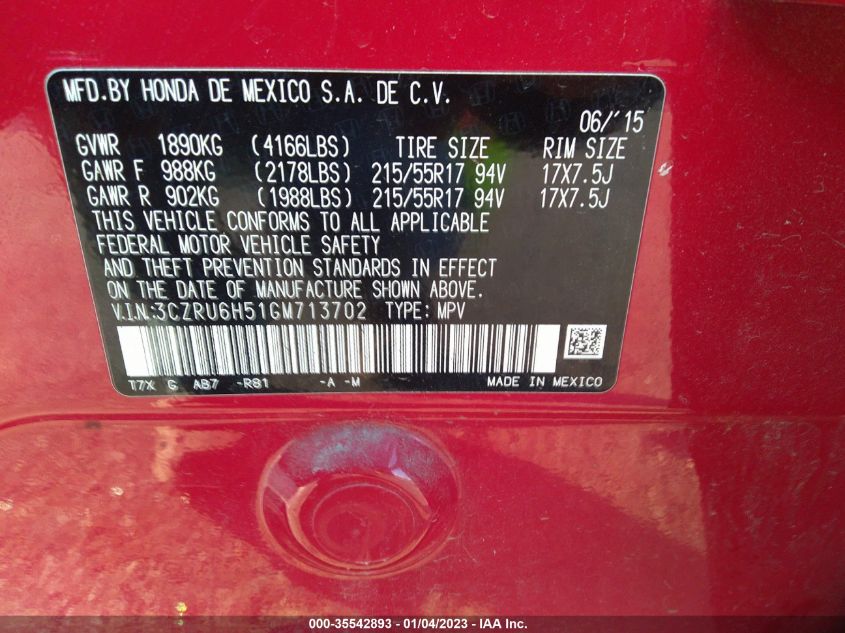 MFD.BY HONDA DE MEXICO S.A. DE C.V.
06/'15
GVWR 1890KG (4166LBS) TIRE SIZE RIM SIZE
GAWR F 988KG (2178LBS) 215/55R17 94V 17X7.5J
GAWR R 902KG (1988LBS) 215/55R17 94V 17X7.5J
THIS VEHICLE CONFORMS TO ALL APPLICABLE
FEDERAL MOTOR VEHICLE SAFETY
AND THEFT PREVENTION STANDARDS IN EFFECT
ON THE DATE OF MANUFACTURE SHOWN ABOVE.
V.I.N:3CZRU6H51GM713702 TYPE: MPV
T7X G AB7 -R81 -A -M MADE IN MEXICO
000-35542893 - 01/04/2023 - IAA Inc.